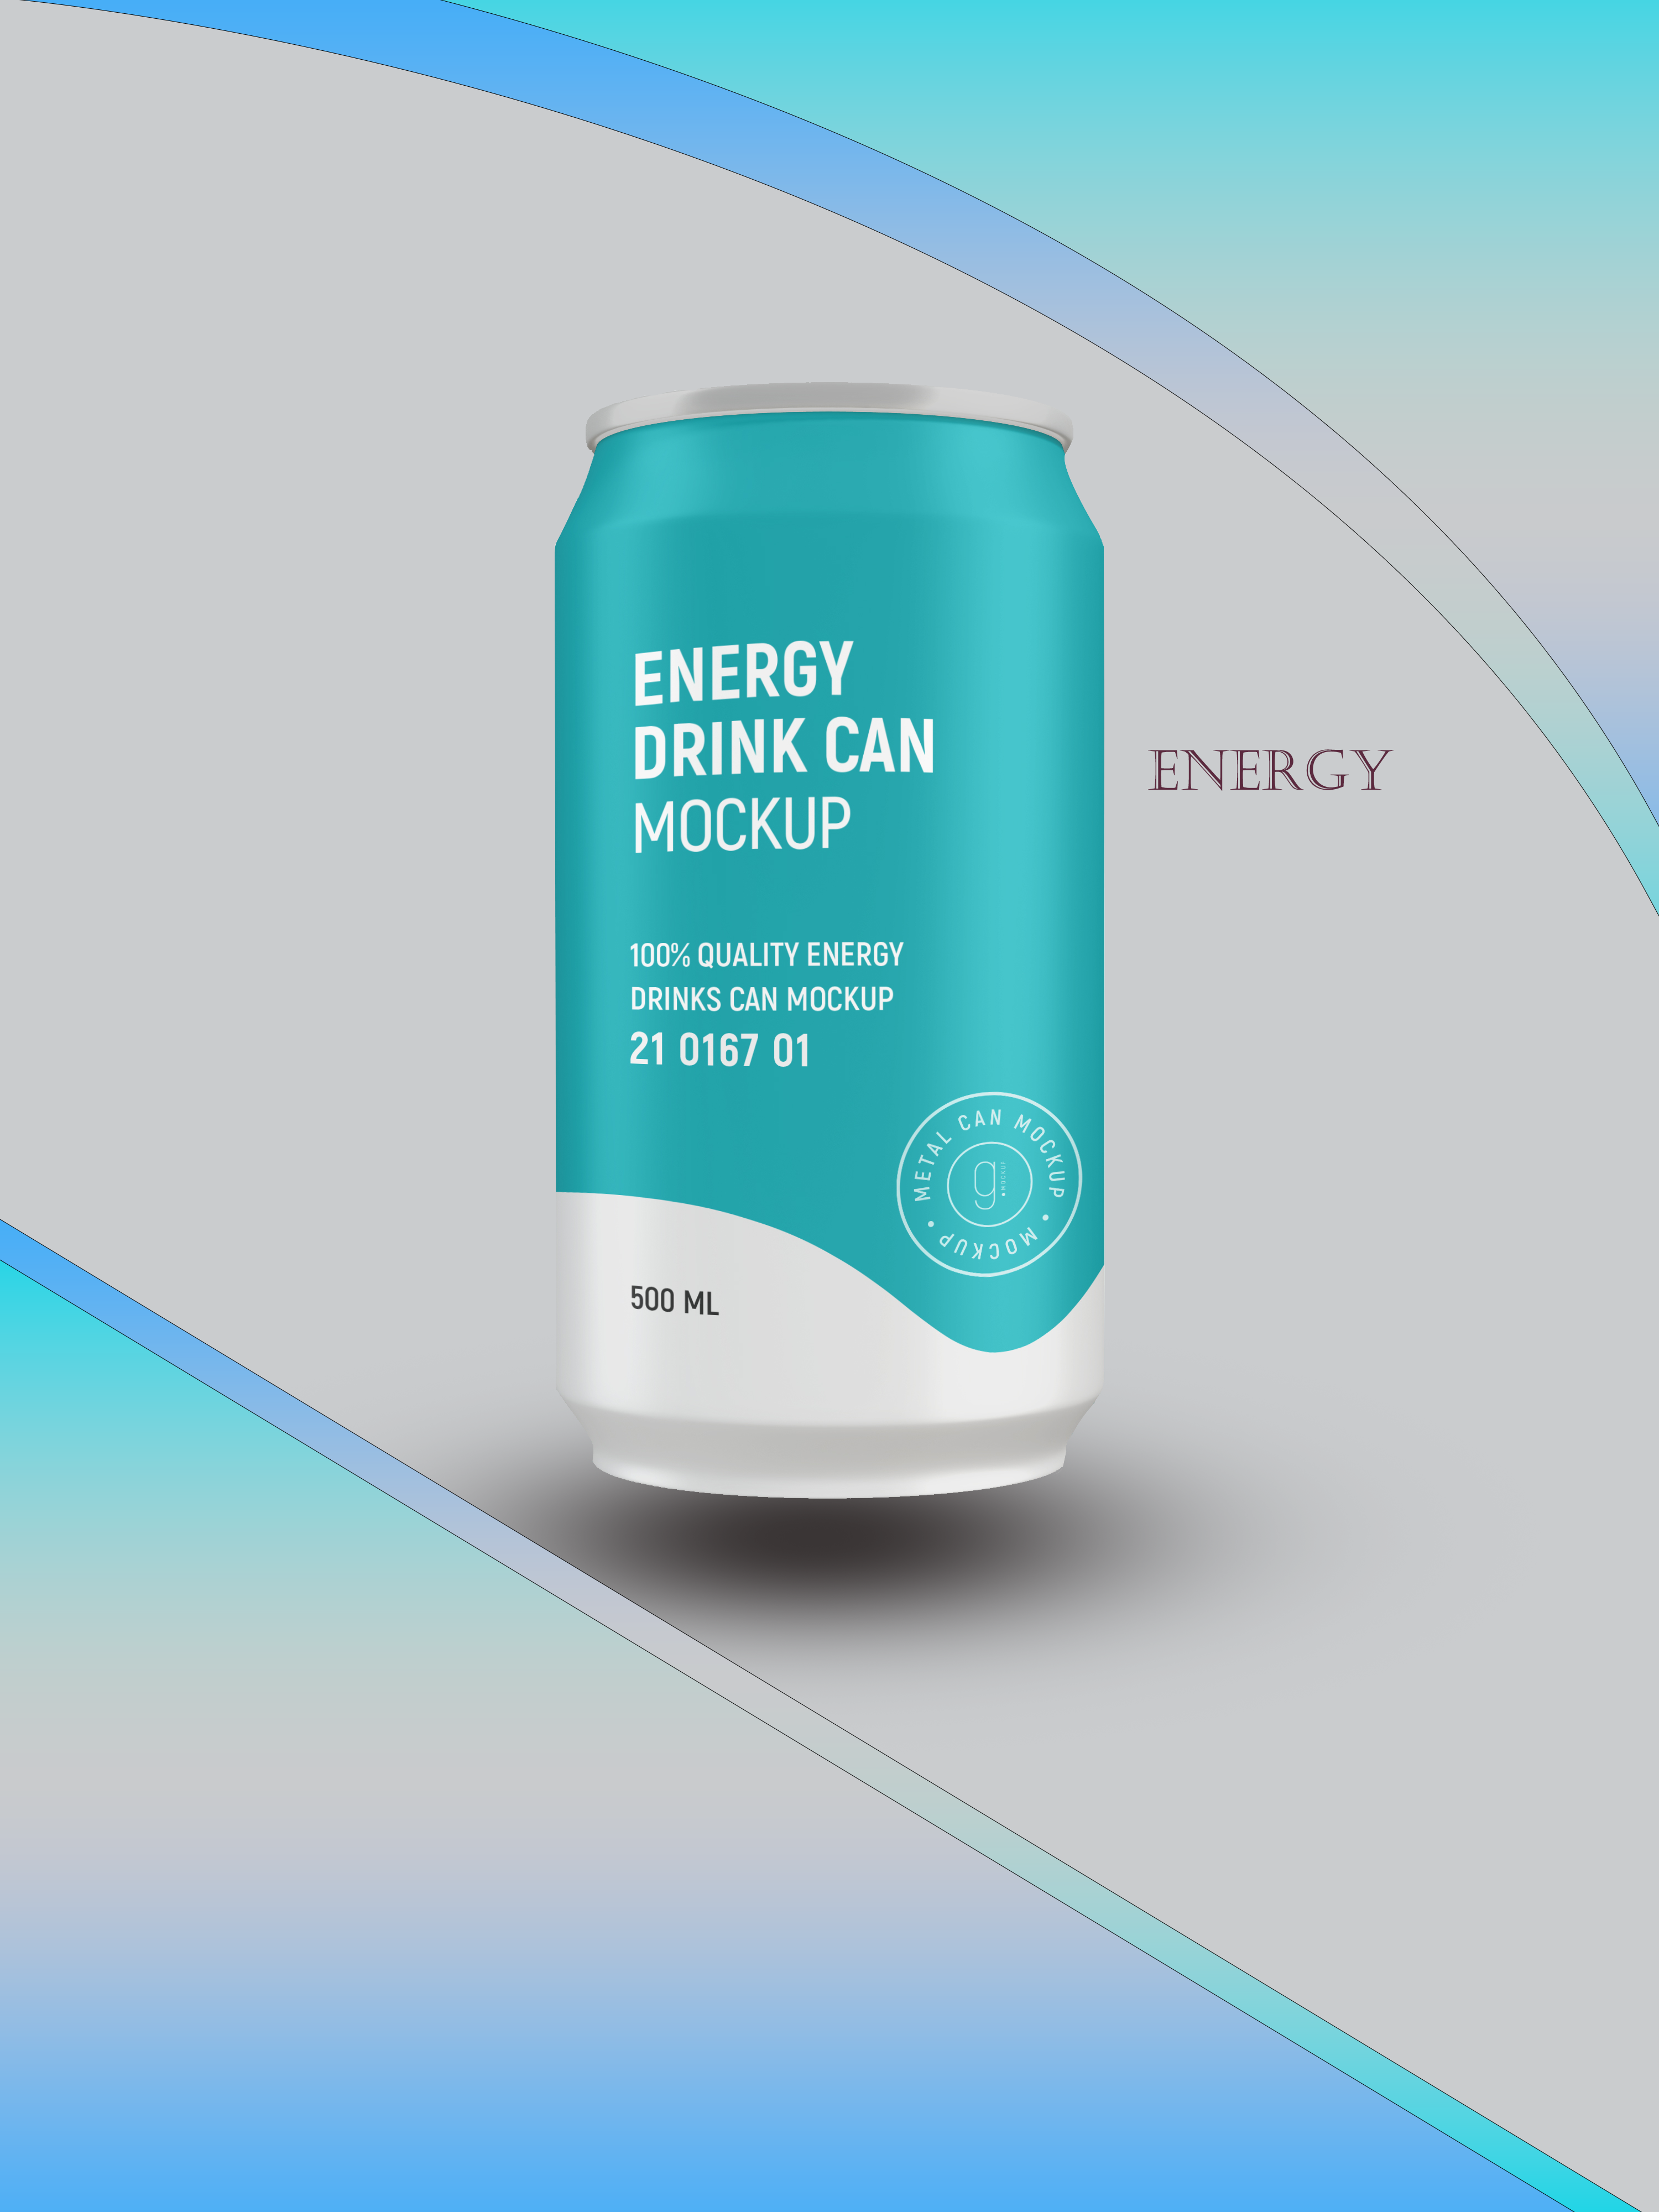 ENERGY
DRINK CAN
MOCKUP
ENERGY
100% QUALITY ENERGY
DRINKS CAN MOCKUP
21 0167 01
METAL CAN MOCKUP • MOCKUP •
g
MOCKUP
500 ML